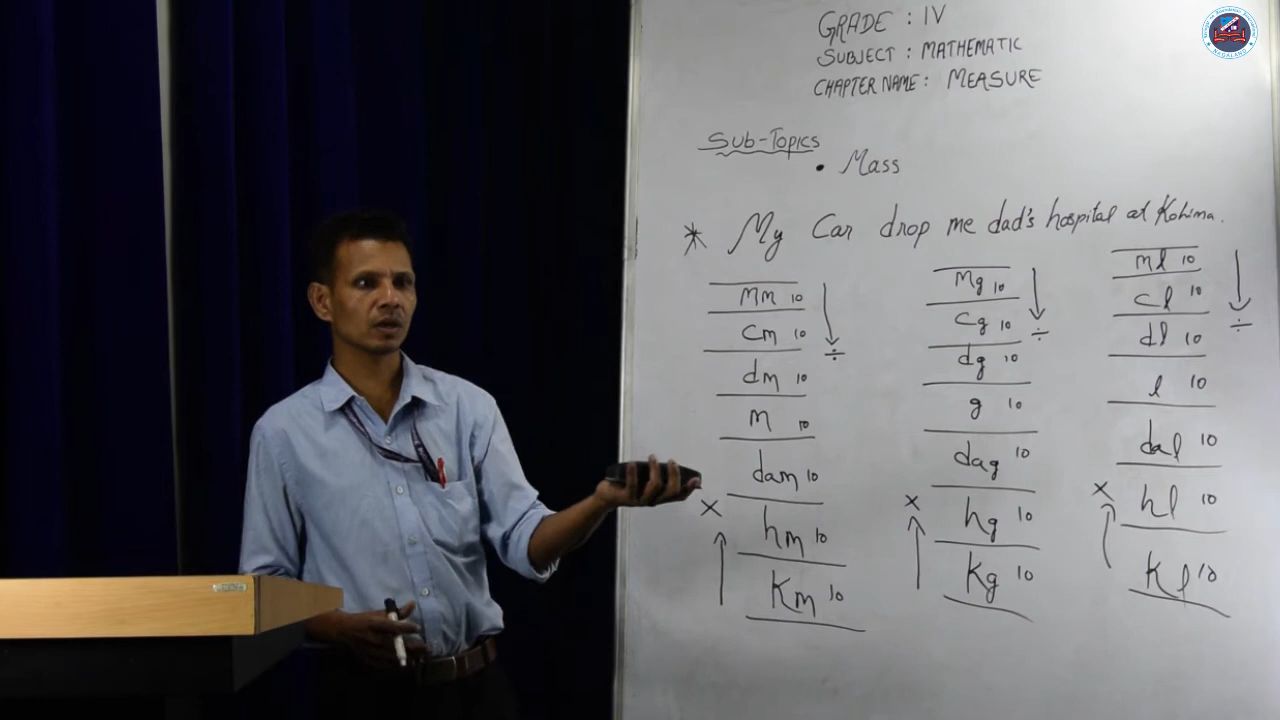 GRADE : IV
SUBJECT : MATHEMATIC
CHAPTER NAME : MEASURE
Sub-Topics
• Mass
* My Car drop me dad's hospital at Kohima.
Mm 10
Cm 10
÷
dm 10
m 10
dam 10
×
hm 10
Km 10
Mg 10
Cg 10
÷
dg 10
g 10
dag 10
×
hg 10
Kg 10
Ml 10
Cl 10
÷
dl 10
l 10
dal 10
×
hl 10
Kl 10
NAGALAND